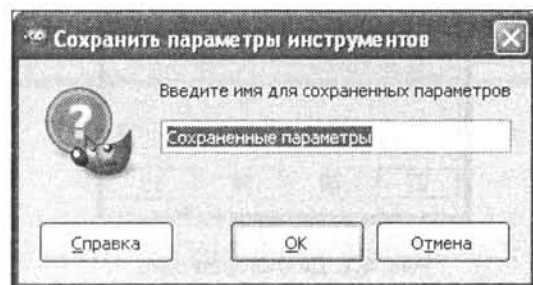 Сохранить параметры инструментов
Введите имя для сохраненных параметров
Сохраненные параметры
Справка
OK
Отмена